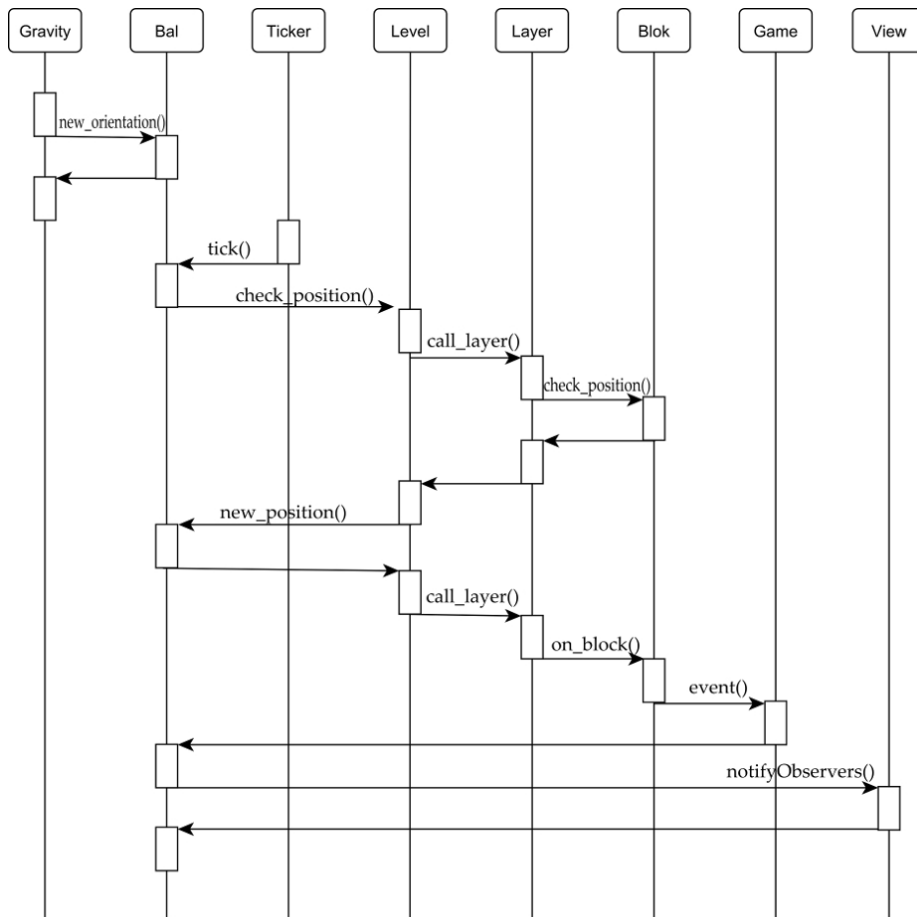 Gravity
Bal
Ticker
Level
Layer
Blok
Game
View
new_orientation()
tick()
check_position()
call_layer()
check_position()
new_position()
call_layer()
on_block()
event()
notifyObservers()